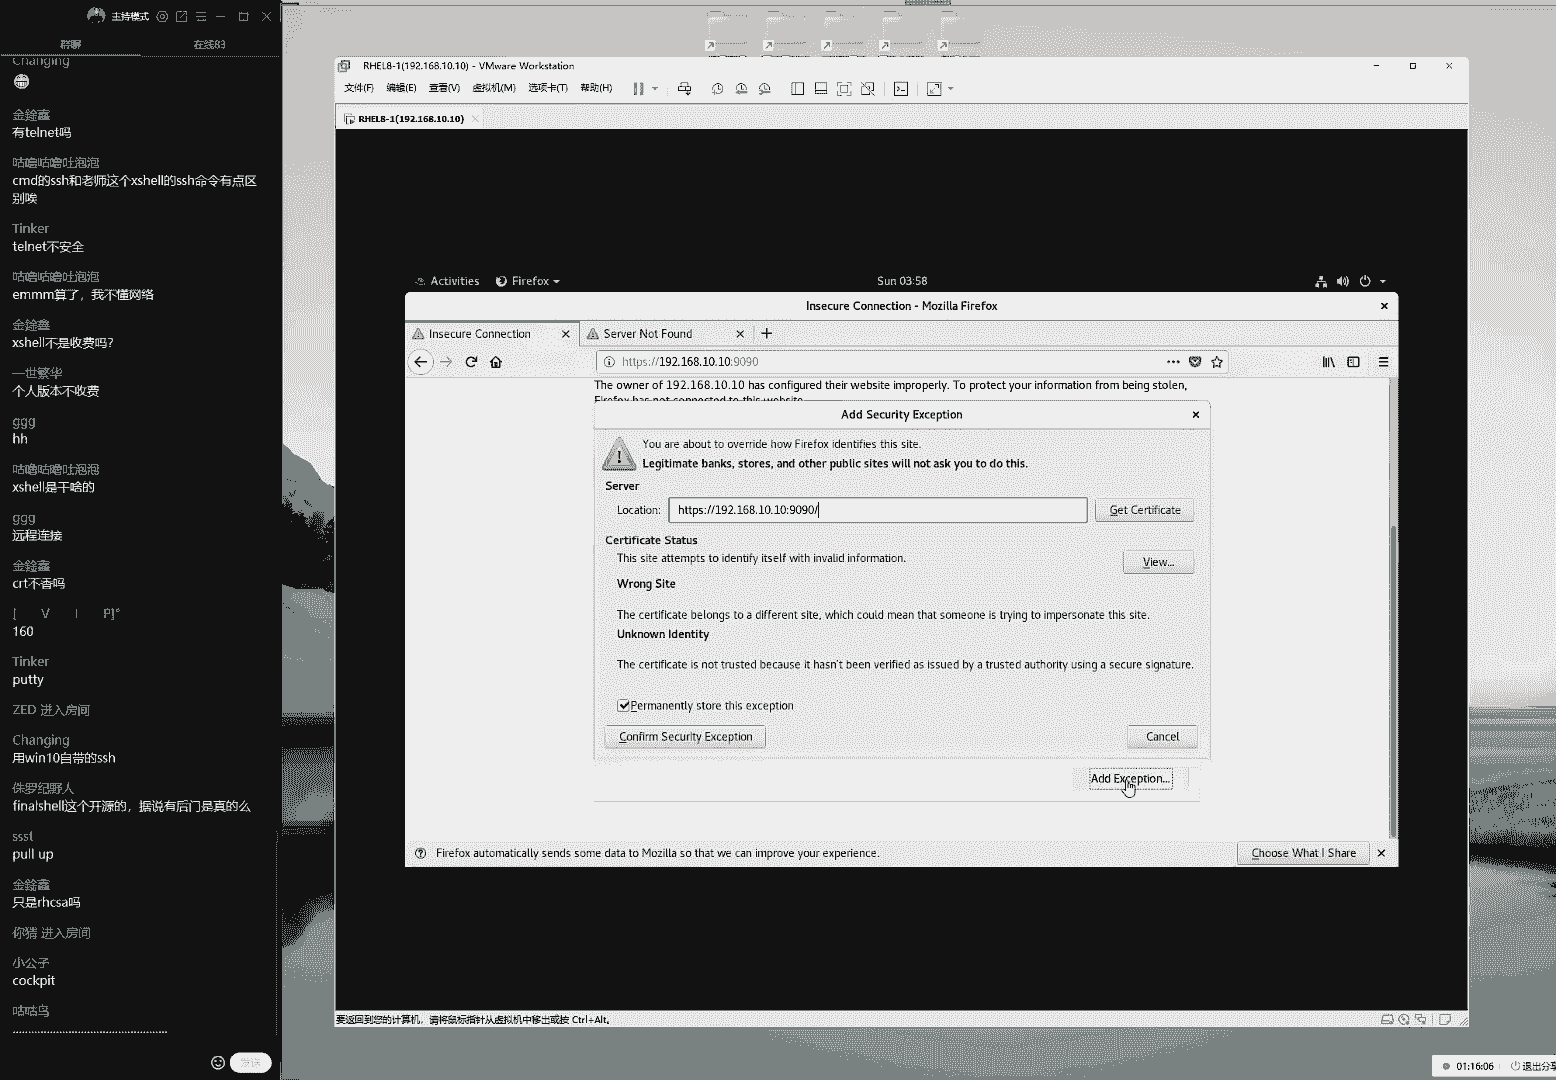 主持模式
群聊
在线83
Changing
金鑫鑫
有telnet吗
咕噜咕噜吐泡泡
cmd的ssh和老师这个xshell的ssh命令有点区
别唉
Tinker
telnet不安全
咕噜咕噜吐泡泡
emmm算了，我不懂网络
金鑫鑫
xshell不是收费吗?
一世繁华
个人版本不收费
ggg
hh
咕噜咕噜吐泡泡
xshell是干啥的
ggg
远程连接
金鑫鑫
crt不香吗
[ V I P]°
160
Tinker
putty
ZED 进入房间
Changing
用win10自带的ssh
侏罗纪野人
finalshell这个开源的，据说有后门是真的么
ssst
pull up
金鑫鑫
只是rhcsa吗
你猜 进入房间
小公子
cockpit
咕咕鸟
发送
RHEL8-1(192.168.10.10) - VMware Workstation
文件(F) 编辑(E) 查看(V) 虚拟机(M) 选项卡(T) 帮助(H)
RHEL8-1(192.168.10.10)
Activities Firefox Sun 03:58
Insecure Connection - Mozilla Firefox
Insecure Connection Server Not Found
https://192.168.10.10:9090
The owner of 192.168.10.10 has configured their website improperly. To protect your information from being stolen,
Firefox has not connected to this website.
Add Security Exception
You are about to override how Firefox identifies this site.
Legitimate banks, stores, and other public sites will not ask you to do this.
Server
Location: https://192.168.10.10:9090/ Get Certificate
Certificate Status
This site attempts to identify itself with invalid information.
View...
Wrong Site
The certificate belongs to a different site, which could mean that someone is trying to impersonate this site.
Unknown Identity
The certificate is not trusted because it hasn't been verified as issued by a trusted authority using a secure signature.
Permanently store this exception
Confirm Security Exception Cancel
Add Exception...
Firefox automatically sends some data to Mozilla so that we can improve your experience. Choose What I Share
要返回到您的计算机，请将鼠标指针从虚拟机中移出或按 Ctrl+Alt。
01:16:06 退出分享